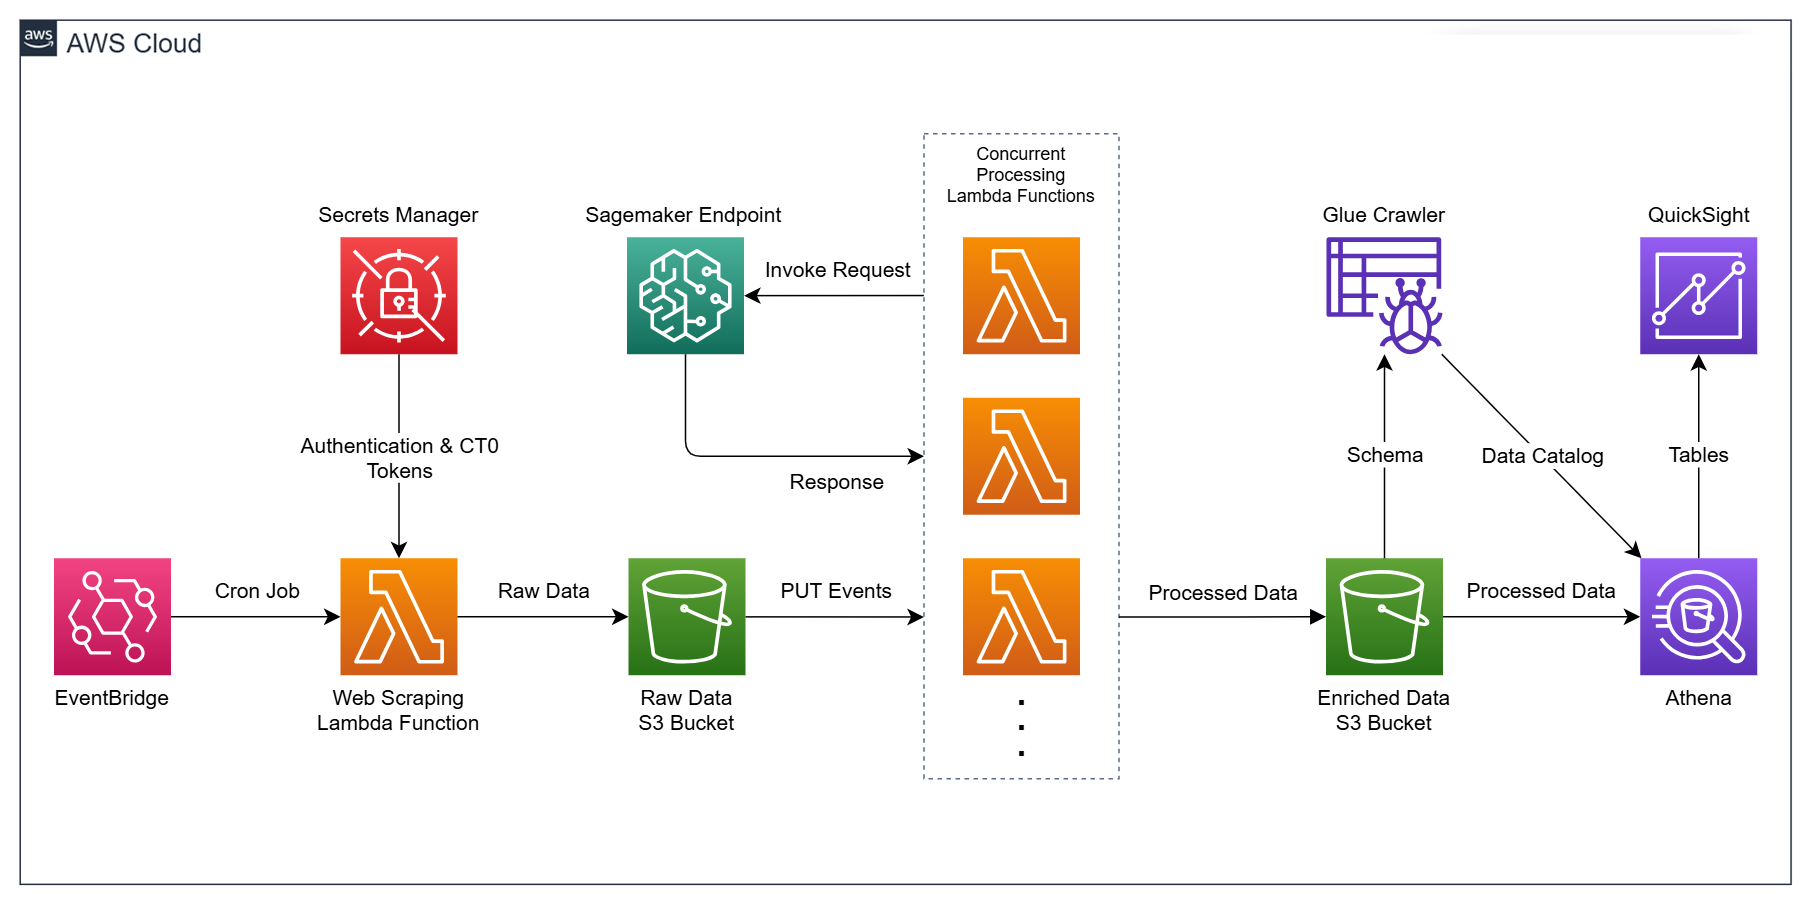 aws
AWS Cloud
Concurrent
Processing
Lambda Functions
Secrets Manager
Sagemaker Endpoint
Glue Crawler
QuickSight
Invoke Request
Authentication & CT0
Tokens
Response
Schema
Data Catalog
Tables
Cron Job
Raw Data
PUT Events
Processed Data
Processed Data
EventBridge
Web Scraping
Lambda Function
Raw Data
S3 Bucket
Enriched Data
S3 Bucket
Athena